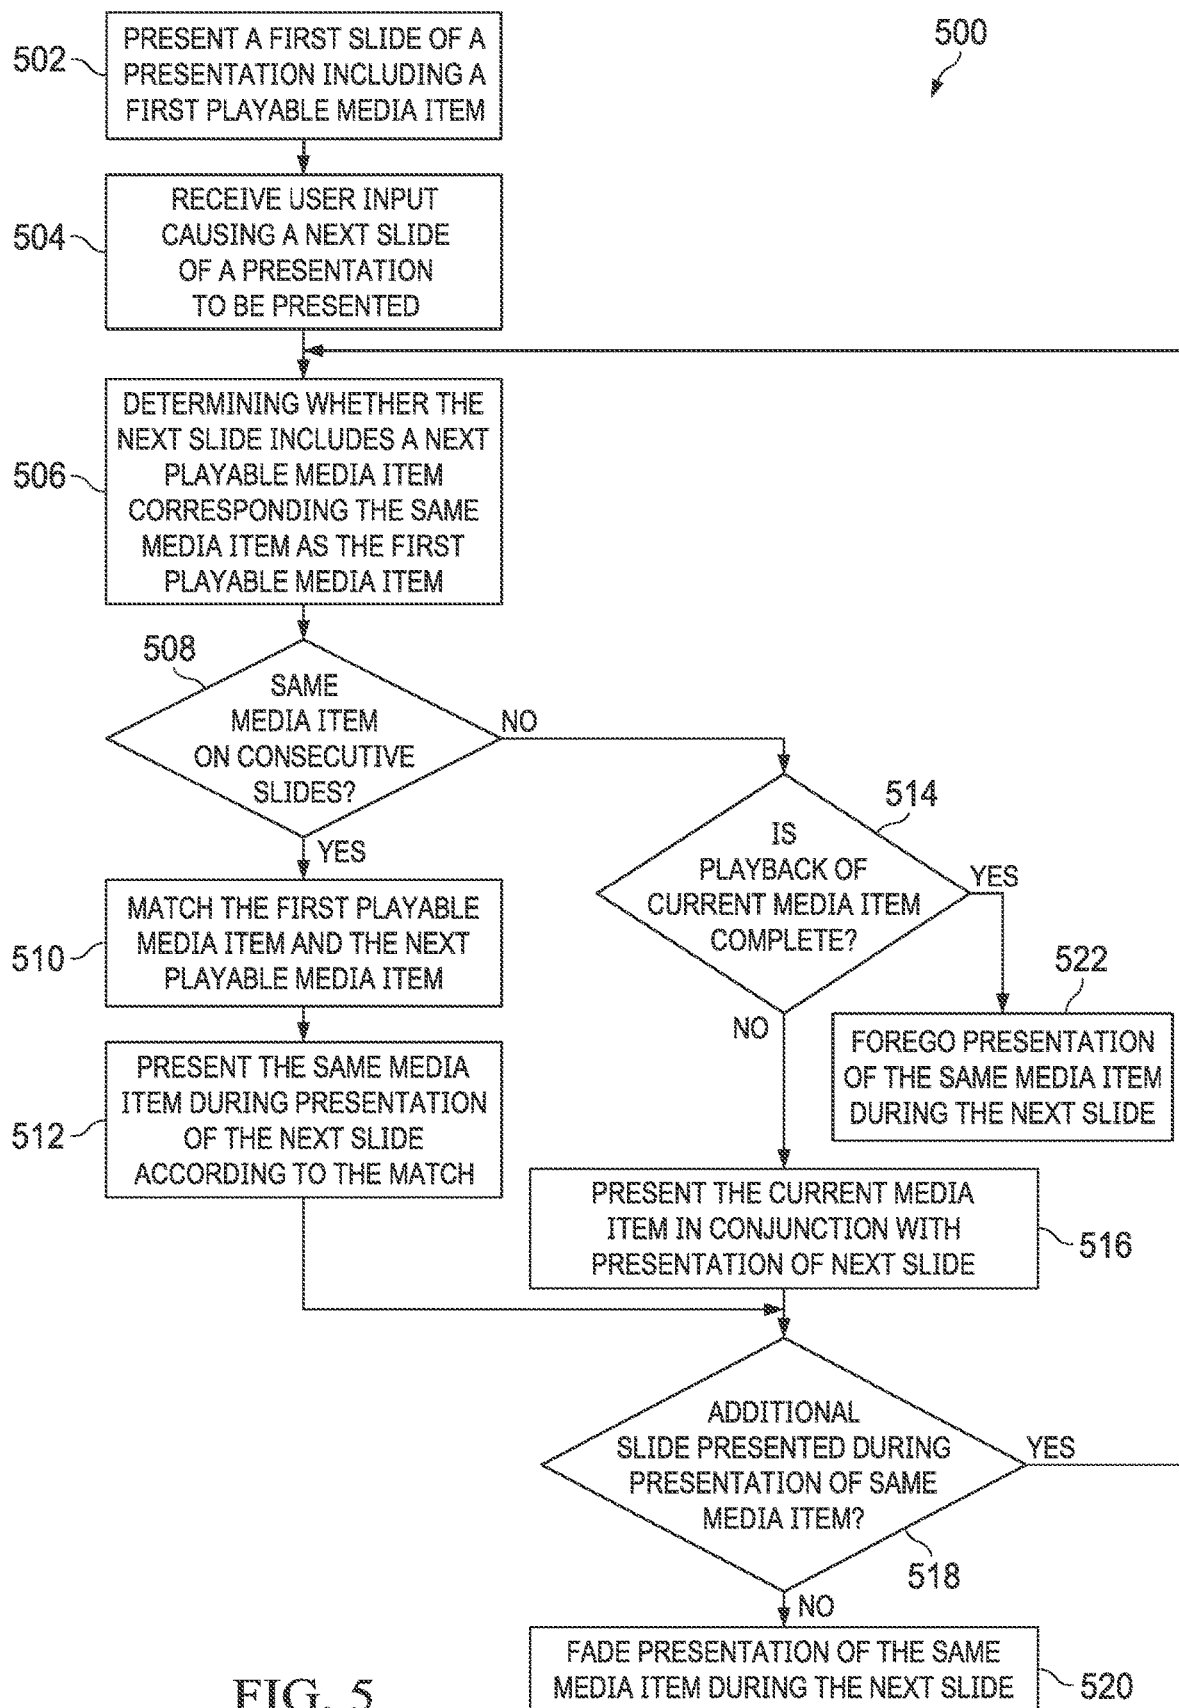 500
502
PRESENT A FIRST SLIDE OF A
PRESENTATION INCLUDING A
FIRST PLAYABLE MEDIA ITEM
504
RECEIVE USER INPUT
CAUSING A NEXT SLIDE
OF A PRESENTATION
TO BE PRESENTED
506
DETERMINING WHETHER THE
NEXT SLIDE INCLUDES A NEXT
PLAYABLE MEDIA ITEM
CORRESPONDING THE SAME
MEDIA ITEM AS THE FIRST
PLAYABLE MEDIA ITEM
508
SAME
MEDIA ITEM
ON CONSECUTIVE
SLIDES?
NO
YES
510
MATCH THE FIRST PLAYABLE
MEDIA ITEM AND THE NEXT
PLAYABLE MEDIA ITEM
512
PRESENT THE SAME MEDIA
ITEM DURING PRESENTATION
OF THE NEXT SLIDE
ACCORDING TO THE MATCH
514
IS
PLAYBACK OF
CURRENT MEDIA ITEM
COMPLETE?
YES
NO
522
FOREGO PRESENTATION
OF THE SAME MEDIA ITEM
DURING THE NEXT SLIDE
PRESENT THE CURRENT MEDIA
ITEM IN CONJUNCTION WITH
PRESENTATION OF NEXT SLIDE
516
ADDITIONAL
SLIDE PRESENTED DURING
PRESENTATION OF SAME
MEDIA ITEM?
YES
518
NO
FADE PRESENTATION OF THE SAME
MEDIA ITEM DURING THE NEXT SLIDE
520
FIG. 5